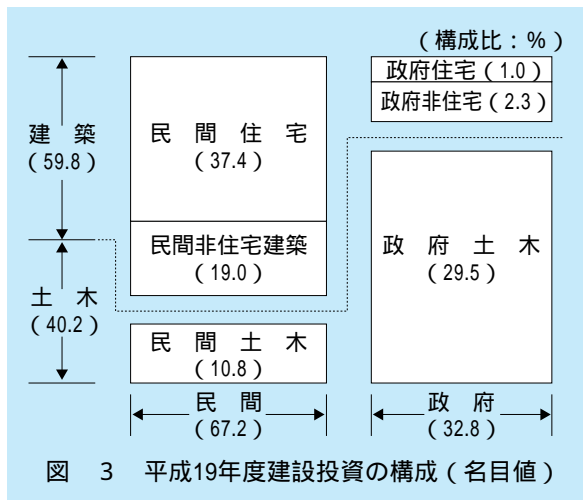 (構成比：%)
建 築
(59.8)
土 木
(40.2)
民 間 住 宅
(37.4)
民間非住宅建築
(19.0)
民 間 土 木
(10.8)
民 間
(67.2)
政府住宅(1.0)
政府非住宅(2.3)
政 府 土 木
(29.5)
政 府
(32.8)
図 3 平成19年度建設投資の構成(名目値)